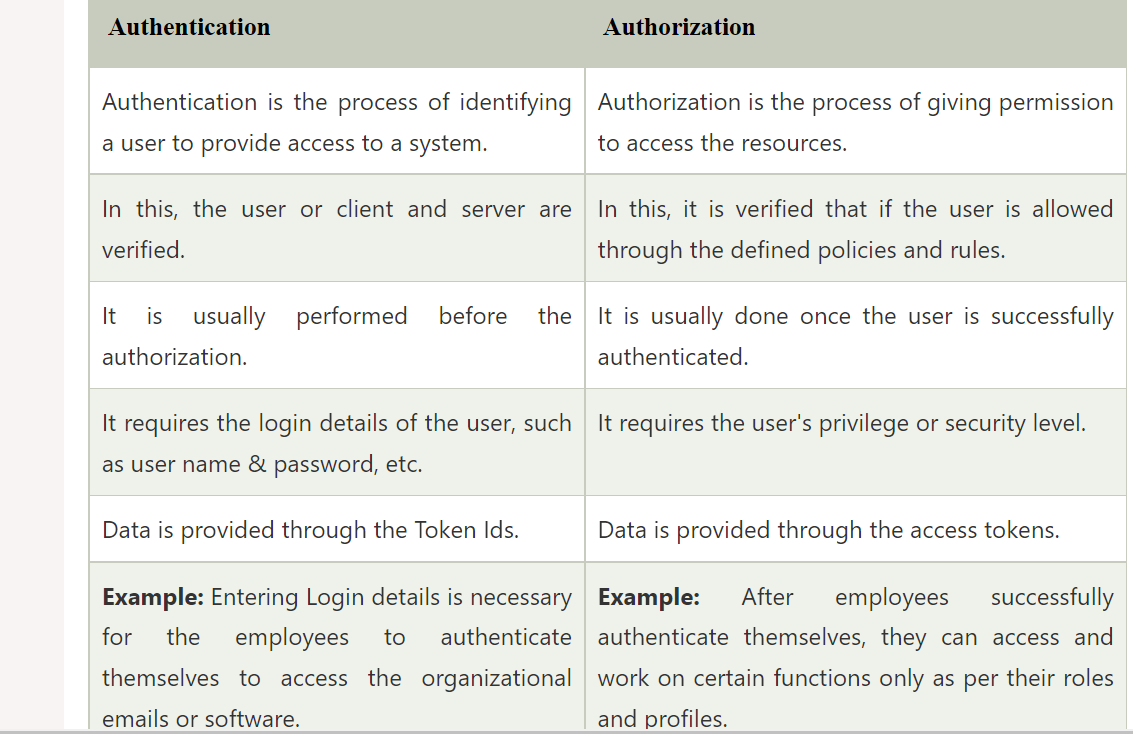 Authentication
Authorization
Authentication is the process of identifying
a user to provide access to a system.
Authorization is the process of giving permission
to access the resources.
In this, the user or client and server are
verified.
In this, it is verified that if the user is allowed
through the defined policies and rules.
It is usually performed before the
authorization.
It is usually done once the user is successfully
authenticated.
It requires the login details of the user, such
as user name & password, etc.
It requires the user's privilege or security level.
Data is provided through the Token Ids.
Data is provided through the access tokens.
Example: Entering Login details is necessary
for the employees to authenticate
themselves to access the organizational
emails or software.
Example: After employees successfully
authenticate themselves, they can access and
work on certain functions only as per their roles
and profiles.